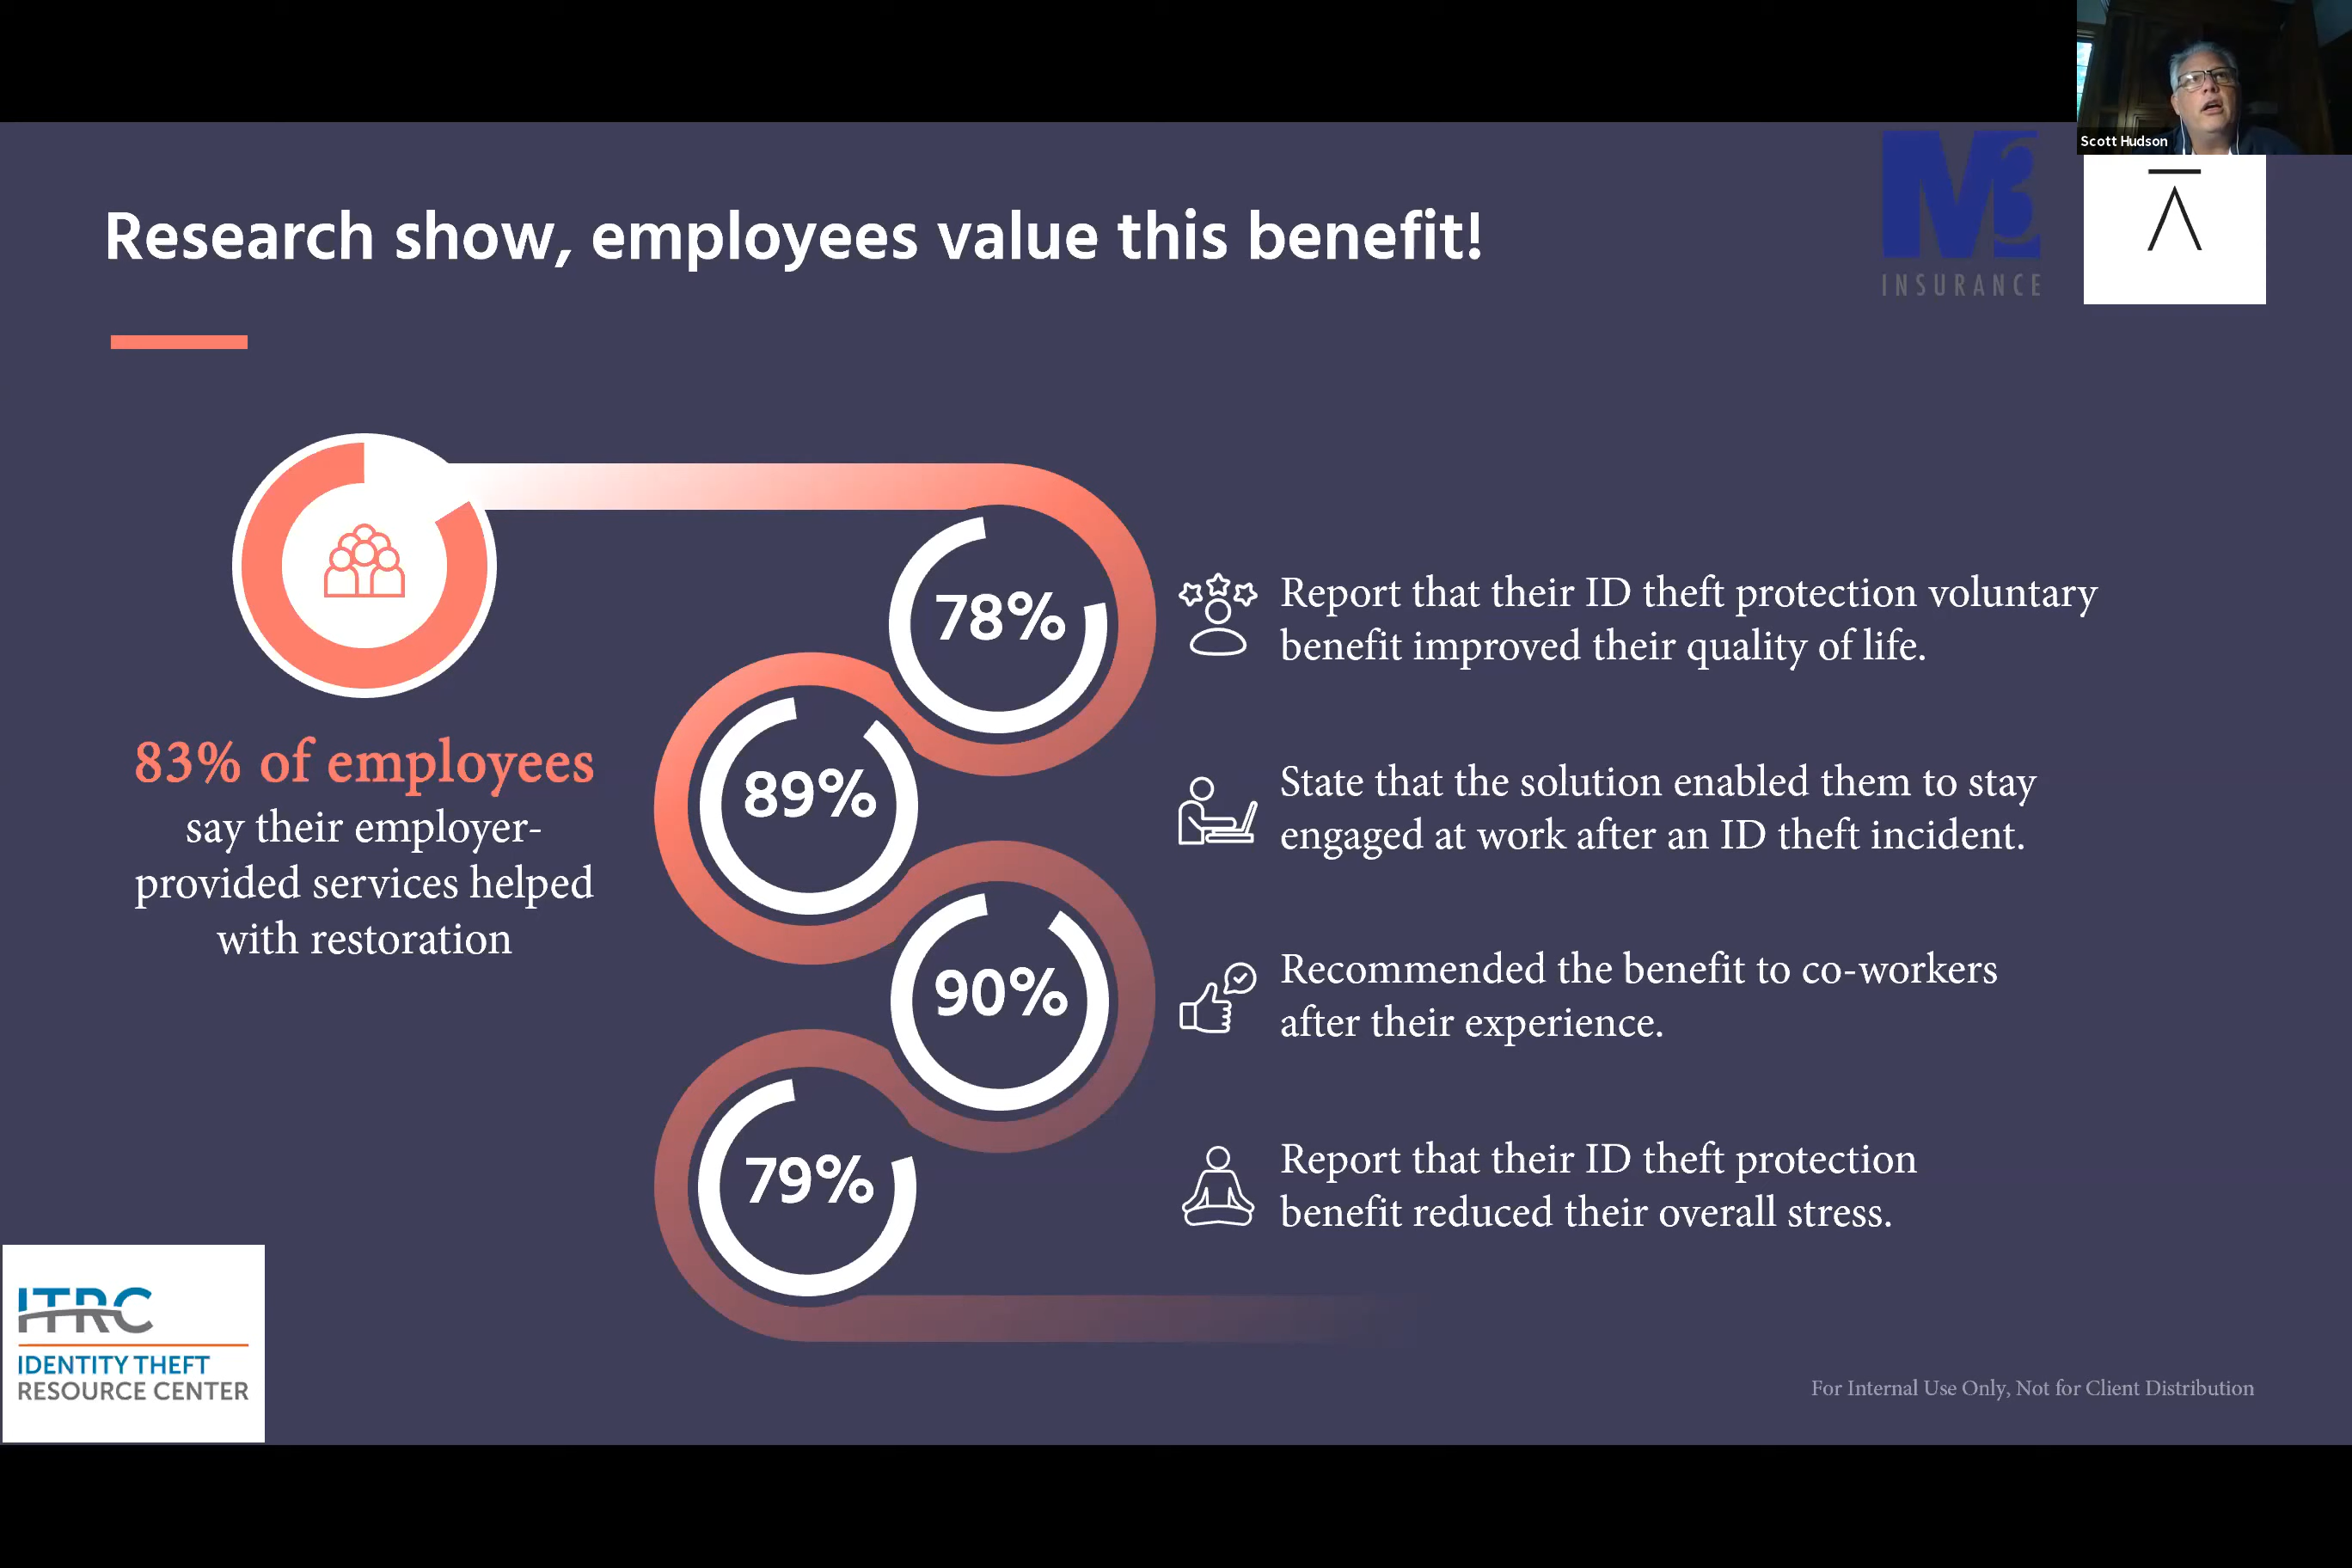 Scott Hudson
M3
INSURANCE
Research show, employees value this benefit!
83% of employees
say their employer-
provided services helped
with restoration
78%
Report that their ID theft protection voluntary
benefit improved their quality of life.
89%
State that the solution enabled them to stay
engaged at work after an ID theft incident.
90%
Recommended the benefit to co-workers
after their experience.
79%
Report that their ID theft protection
benefit reduced their overall stress.
ITRC
IDENTITY THEFT
RESOURCE CENTER
For Internal Use Only, Not for Client Distribution